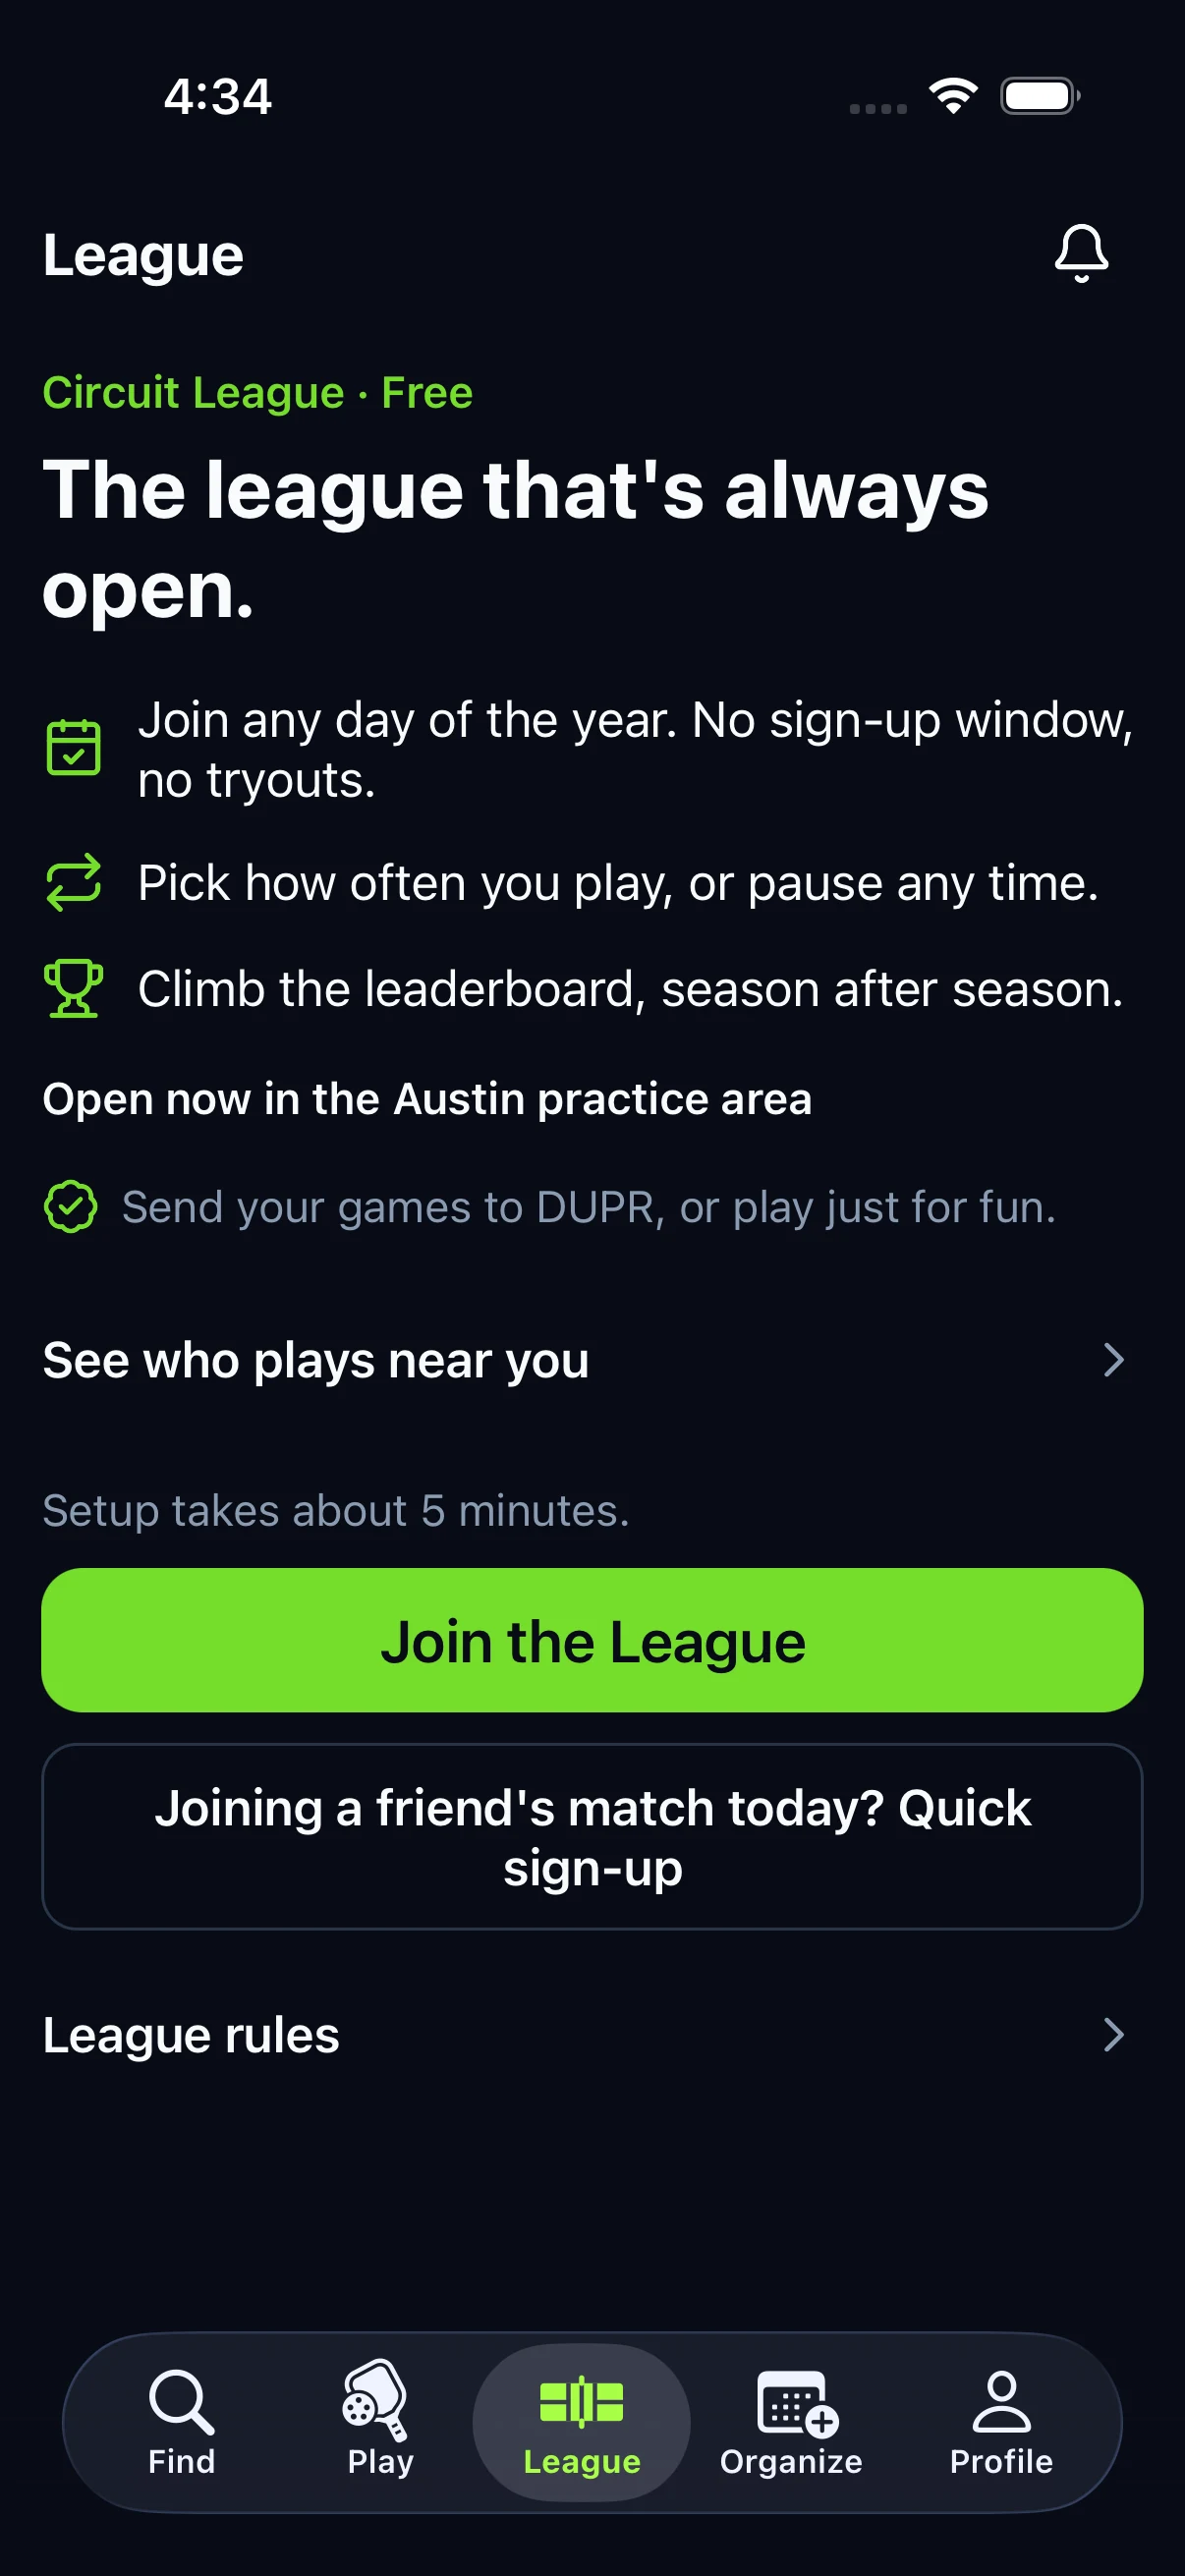 4:34
League
Circuit League · Free
The league that's always
open.
Join any day of the year. No sign-up window,
no tryouts.
Pick how often you play, or pause any time.
Climb the leaderboard, season after season.
Open now in the Austin practice area
Send your games to DUPR, or play just for fun.
See who plays near you
Setup takes about 5 minutes.
Join the League
Joining a friend's match today? Quick
sign-up
League rules
Find
Play
League
Organize
Profile